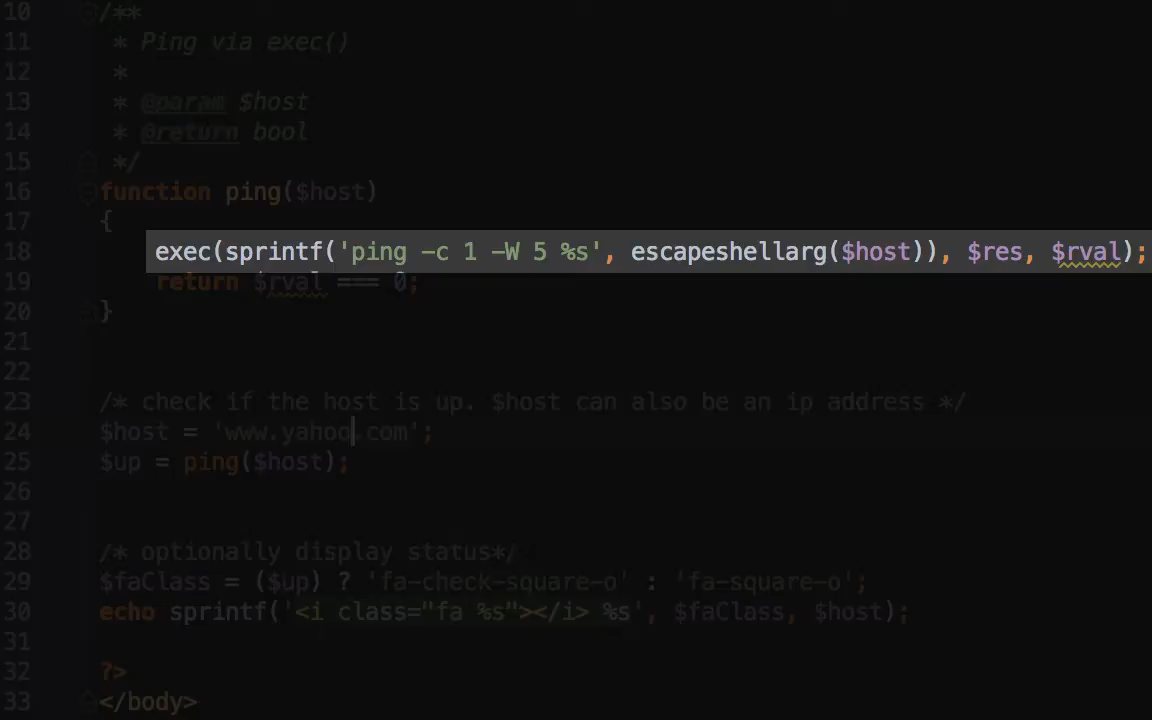 10 /**
11 * Ping via exec()
12 *
13 * @param $host
14 * @return bool
15 */
16 function ping($host)
17 {
18 exec(sprintf('ping -c 1 -W 5 %s', escapeshellarg($host)), $res, $rval);
19 return $rval === 0;
20 }
21
22
23 /* check if the host is up. $host can also be an ip address */
24 $host = 'www.yahoo.com';
25 $up = ping($host);
26
27
28 /* optionally display status*/
29 $faClass = ($up) ? 'fa-check-square-o' : 'fa-square-o';
30 echo sprintf('<i class="fa %s"></i> %s', $faClass, $host);
31
32 ?>
33 </body>